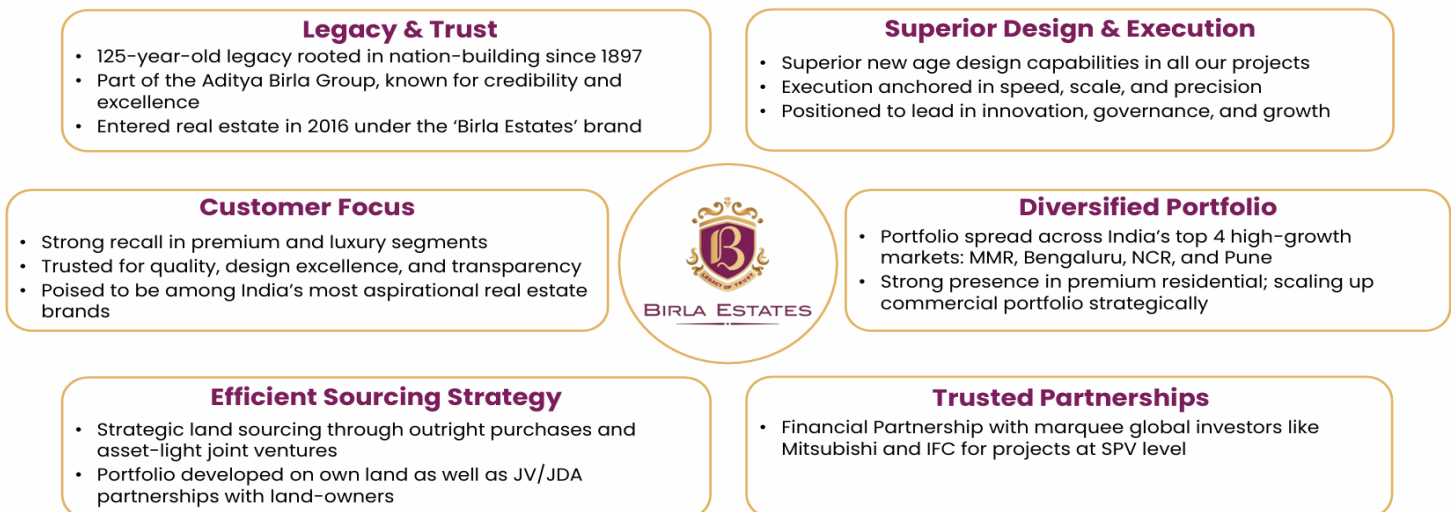 Legacy & Trust
• 125-year-old legacy rooted in nation-building since 1897
• Part of the Aditya Birla Group, known for credibility and
excellence
• Entered real estate in 2016 under the ‘Birla Estates’ brand
Superior Design & Execution
• Superior new age design capabilities in all our projects
• Execution anchored in speed, scale, and precision
• Positioned to lead in innovation, governance, and growth
Customer Focus
• Strong recall in premium and luxury segments
• Trusted for quality, design excellence, and transparency
• Poised to be among India’s most aspirational real estate
brands
B
LEGACY OF TRUST
BIRLA ESTATES
Diversified Portfolio
• Portfolio spread across India’s top 4 high-growth
markets: MMR, Bengaluru, NCR, and Pune
• Strong presence in premium residential; scaling up
commercial portfolio strategically
Efficient Sourcing Strategy
• Strategic land sourcing through outright purchases and
asset-light joint ventures
• Portfolio developed on own land as well as JV/JDA
partnerships with land-owners
Trusted Partnerships
• Financial Partnership with marquee global investors like
Mitsubishi and IFC for projects at SPV level